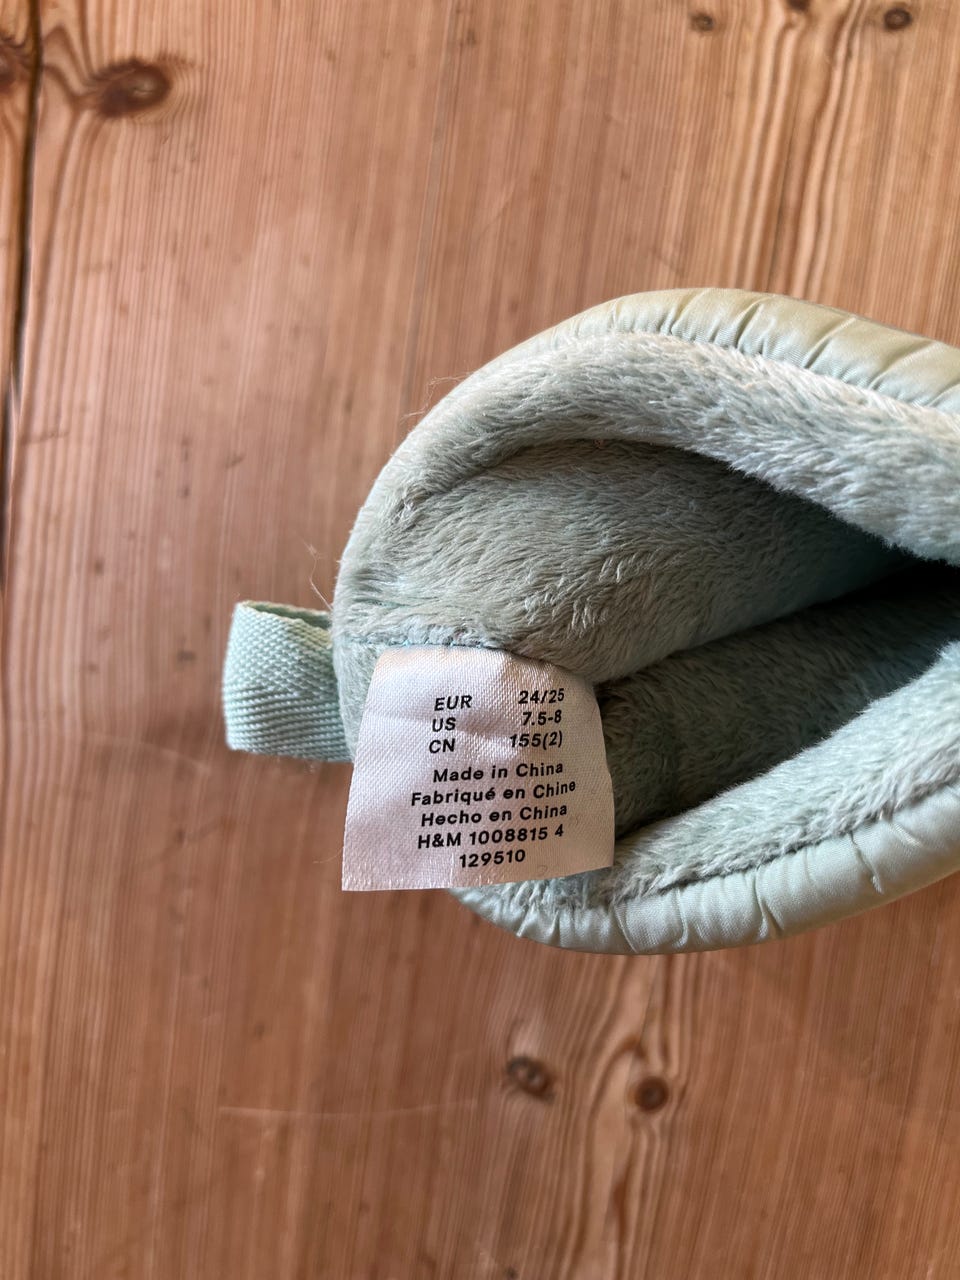 EUR 24/25
US 7.5-8
CN 155(2)
Made in China
Fabriqué en Chine
Hecho en China
H&M 1008815 4
129510